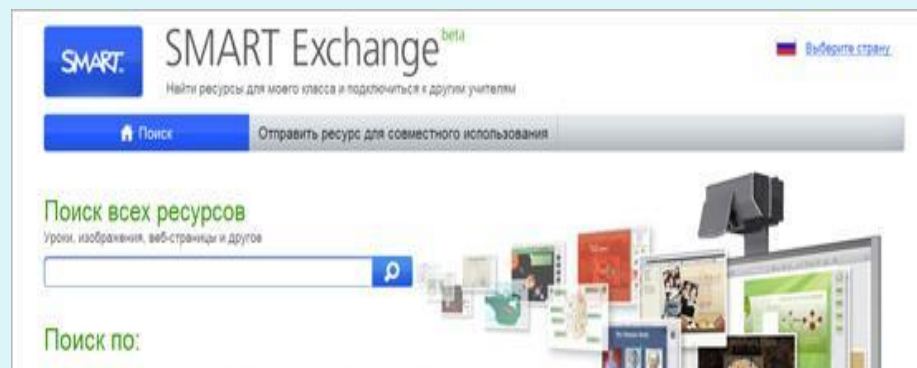 SMART.
SMART Exchange beta
Выберите страну
Найти ресурсы для моего класса и подключиться к другим учителям
Поиск
Отправить ресурс для совместного использования
Поиск всех ресурсов
Уроки, изображения, веб-страницы и другое
Поиск по: